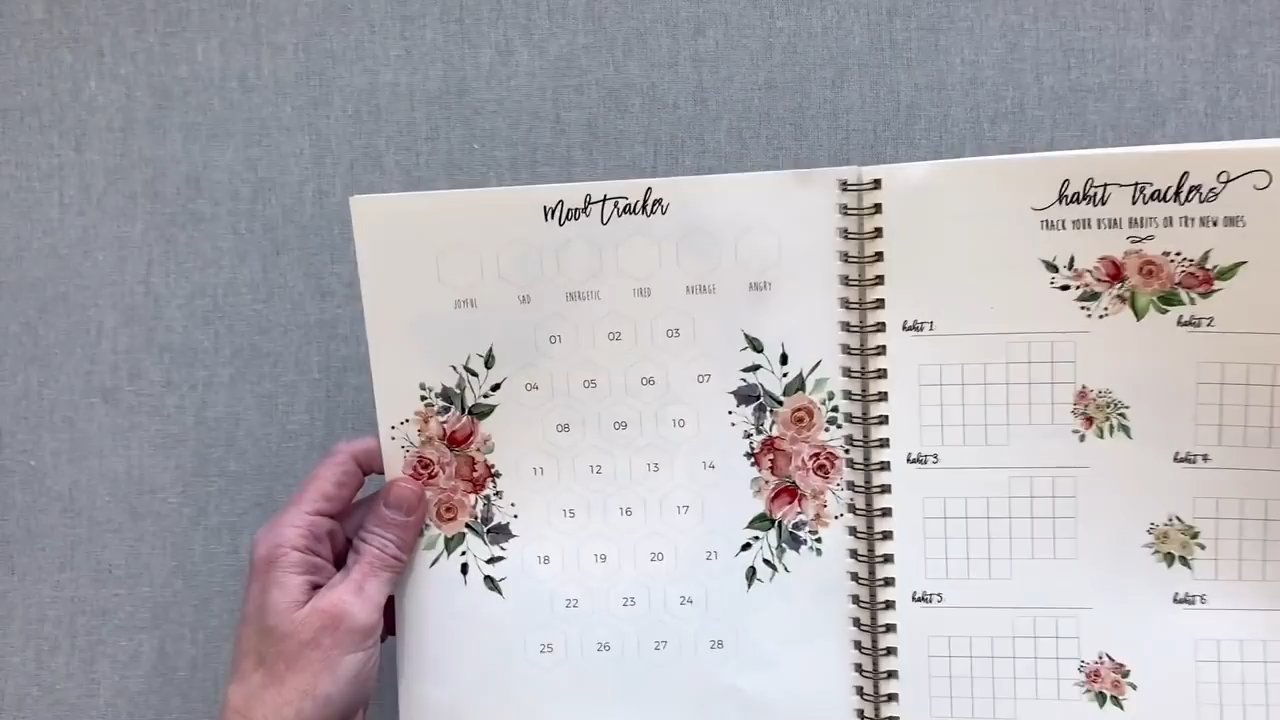 mood tracker
JOYFUL SAD ENERGETIC TIRED AVERAGE ANGRY
01 02 03
04 05 06 07
08 09 10
11 12 13 14
15 16 17
18 19 20 21
22 23 24
25 26 27 28
habit trackers
TRACK YOUR USUAL HABITS OR TRY NEW ONES
habit 1
habit 2
habit 3
habit 4
habit 5
habit 6